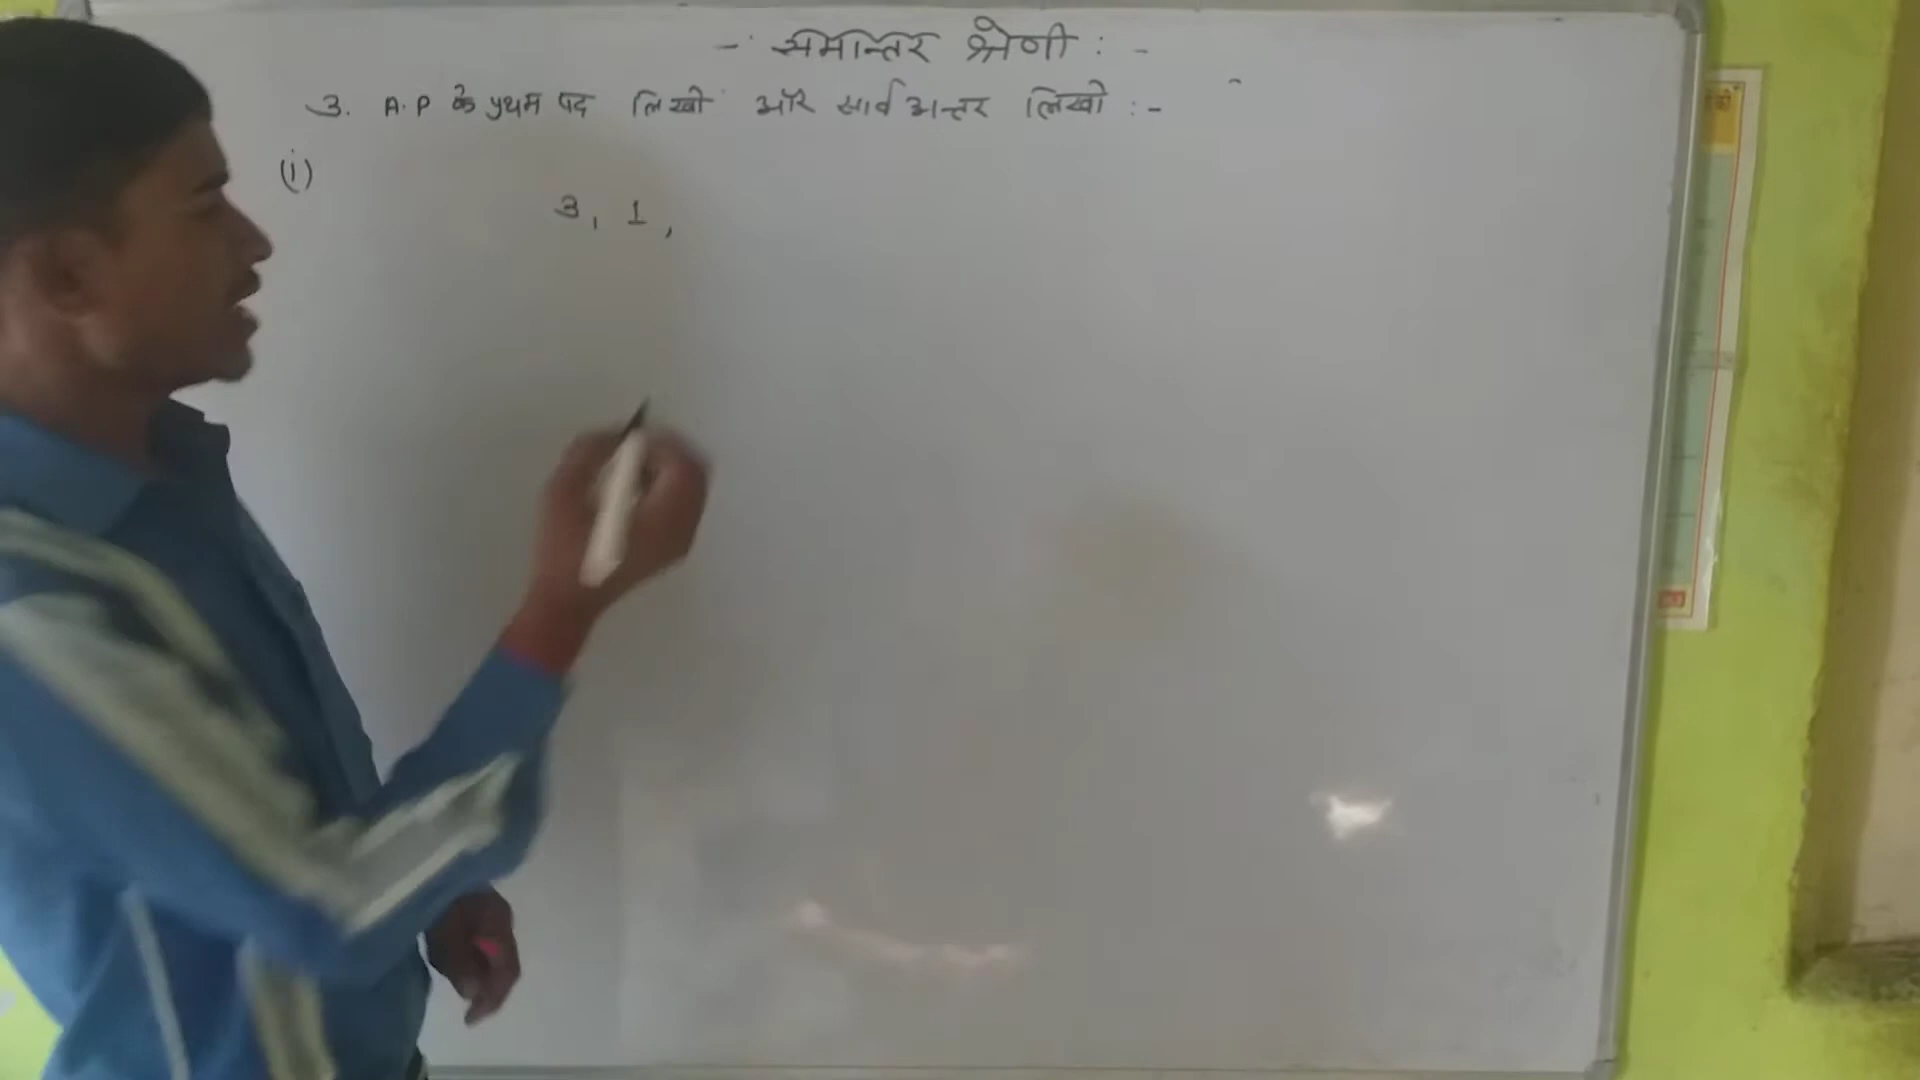 -: समान्तर श्रेणी : -
3. A.P के प्रथम पद लिखो और सार्व अन्तर लिखो :-
(i)
3, 1,